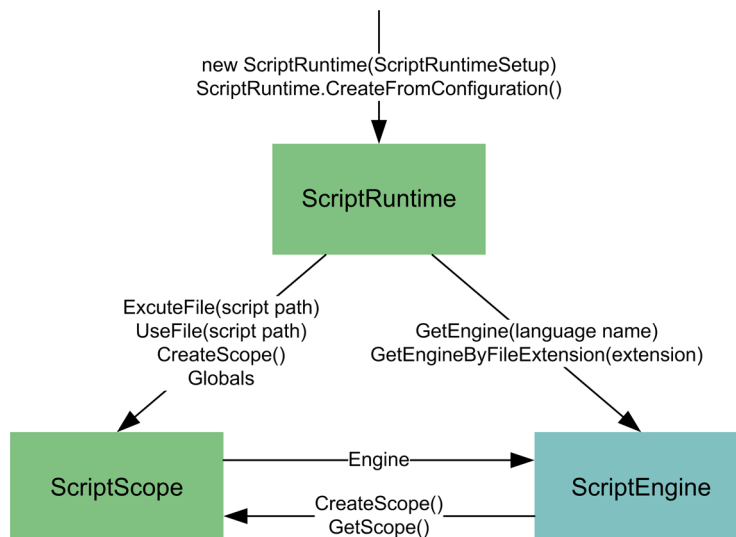 new ScriptRuntime(ScriptRuntimeSetup)
ScriptRuntime.CreateFromConfiguration()
ScriptRuntime
ExcuteFile(script path)
UseFile(script path)
CreateScope()
Globals
GetEngine(language name)
GetEngineByFileExtension(extension)
ScriptScope
Engine
CreateScope()
GetScope()
ScriptEngine